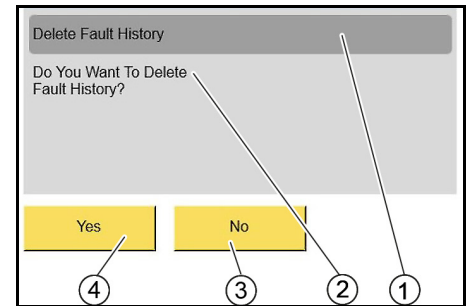 Delete Fault History
Do You Want To Delete
Fault History?
Yes
No
4
3
2
1